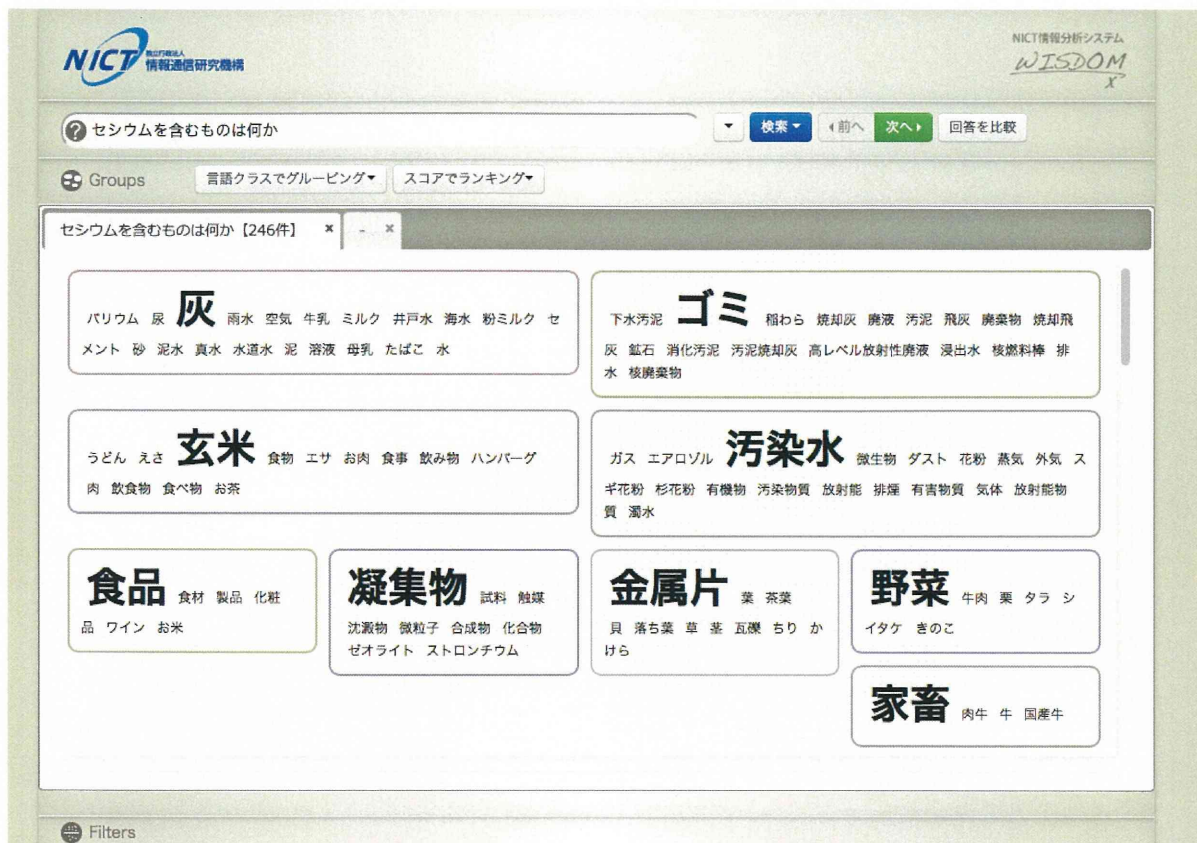 NICT 独立行政法人
情報通信研究機構
NICT情報分析システム
WISDOM
X
? セシウムを含むものは何か
検索 前へ 次へ 回答を比較
Groups 言語クラスでグルーピング スコアでランキング
セシウムを含むものは何か【246件】 × - ×
バリウム 尿 灰 雨水 空気 牛乳 ミルク 井戸水 海水 粉ミルク セ
メント 砂 泥水 真水 水道水 泥 溶液 母乳 たばこ 水
下水汚泥 ゴミ 稲わら 焼却灰 廃液 汚泥 飛灰 廃棄物 焼却飛
灰 鉱石 消化汚泥 汚泥焼却灰 高レベル放射性廃液 浸出水 核燃料棒 排
水 核廃棄物
うどん えさ 玄米 食物 エサ お肉 食事 飲み物 ハンバーグ
肉 飲食物 食べ物 お茶
ガス エアロゾル 汚染水 微生物 ダスト 花粉 蒸気 外気 ス
ギ花粉 杉花粉 有機物 汚染物質 放射能 排煙 有害物質 気体 放射能物
質 濁水
食品 食材 製品 化粧
品 ワイン お米
凝集物 試料 触媒
沈澱物 微粒子 合成物 化合物
ゼオライト ストロンチウム
金属片 葉 茶葉
貝 落ち葉 草 茎 瓦礫 ちり か
けら
野菜 牛肉 栗 タラ シ
イタケ きのこ
家畜 肉牛 牛 国産牛
Filters